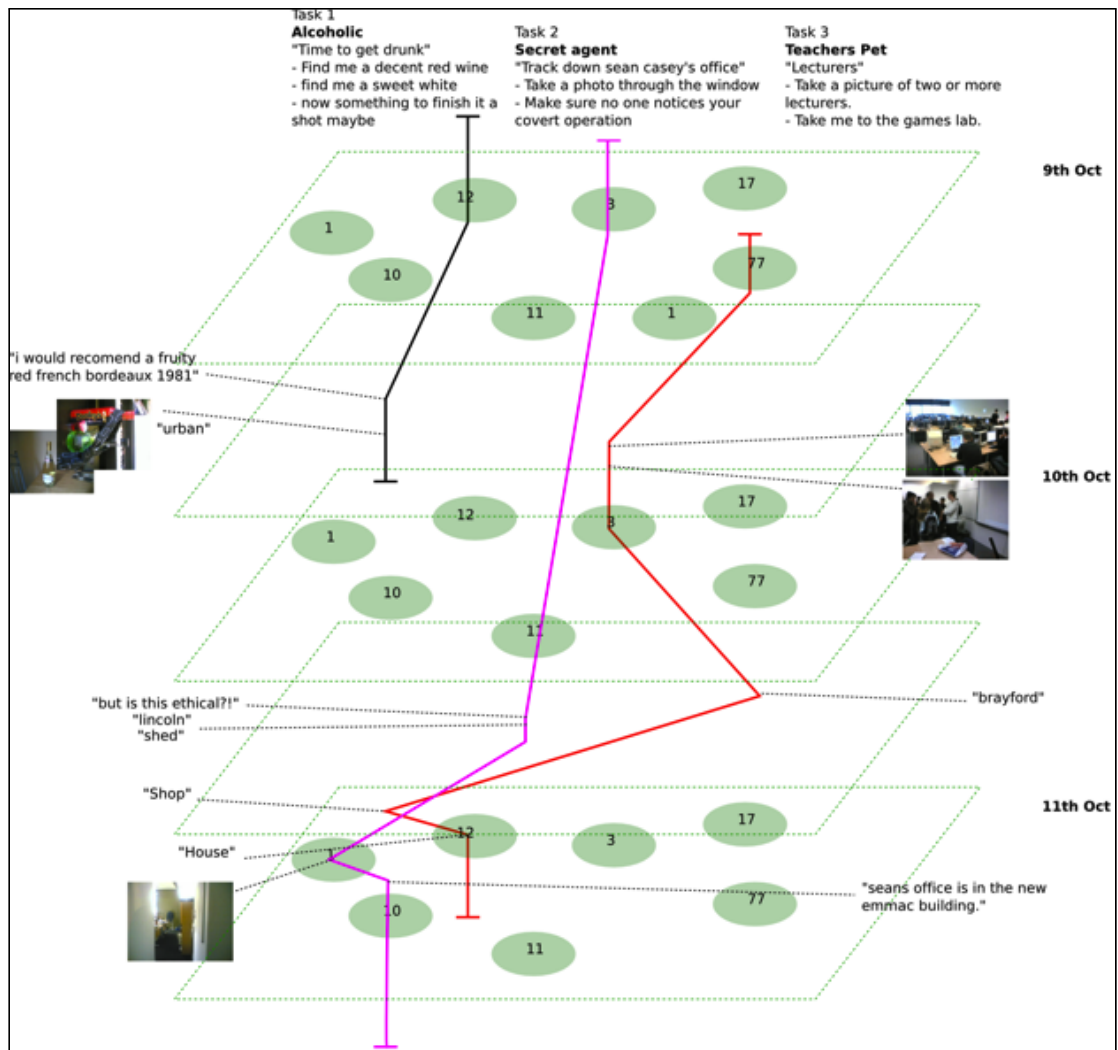 Task 1
Alcoholic
"Time to get drunk"
- Find me a decent red wine
- find me a sweet white
- now something to finish it a
shot maybe
Task 2
Secret agent
"Track down sean casey's office"
- Take a photo through the window
- Make sure no one notices your
covert operation
Task 3
Teachers Pet
"Lecturers"
- Take a picture of two or more
lecturers.
- Take me to the games lab.
9th Oct
17
12
3
1
77
10
11
1
"i would recomend a fruity
red french bordeaux 1981"
"urban"
10th Oct
17
12
3
1
77
10
11
"but is this ethical?!"
"lincoln"
"shed"
"brayford"
"Shop"
11th Oct
17
12
3
"House"
1
"seans office is in the new
emmac building."
77
10
11